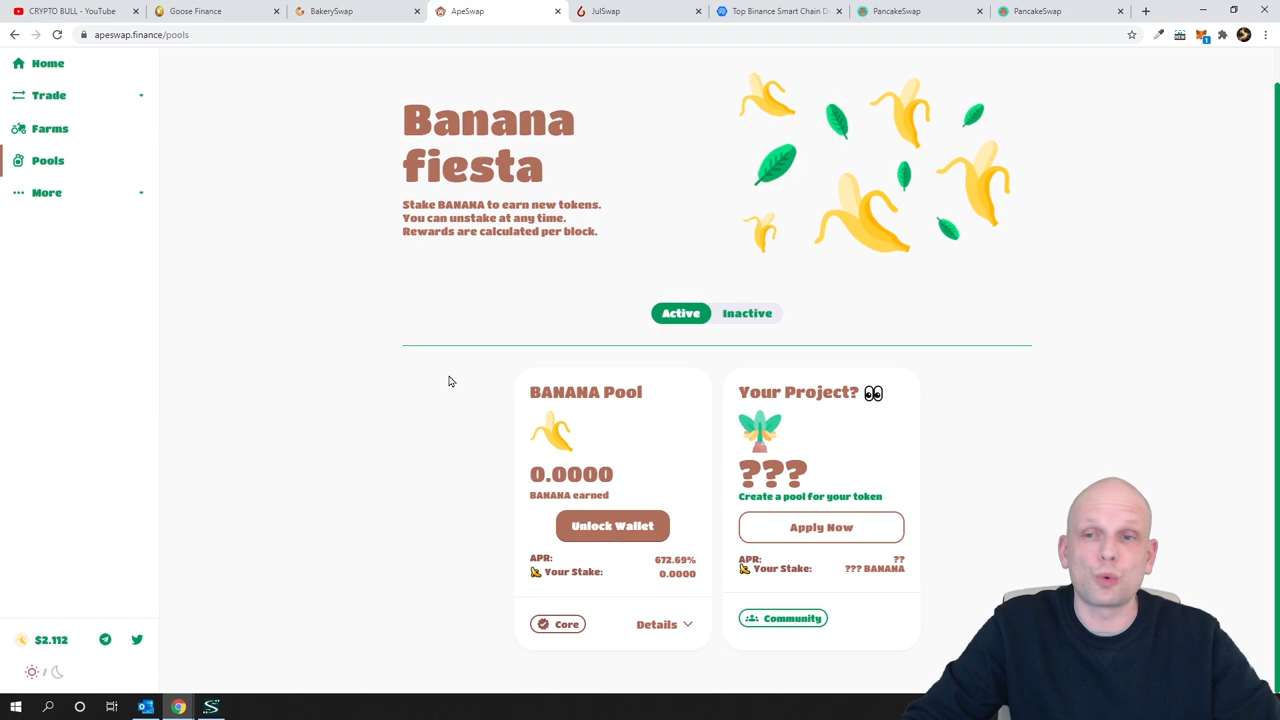 CRYPTO BULL - YouTube
Goose Finance
BakerySwap
ApeSwap
JulSwap
Top Binance Smart Chain D
PancakeSwap
PancakeSwap
apeswap.finance/pools
1
Home
Trade
Farms
Pools
More
Banana
fiesta
Stake BANANA to earn new tokens.
You can unstake at any time.
Rewards are calculated per block.
Active
Inactive
BANANA Pool
0.0000
BANANA earned
Unlock Wallet
APR: 672.69%
Your Stake: 0.0000
Core
Details
Your Project?
???
Create a pool for your token
Apply Now
APR: ??
Your Stake: ??? BANANA
Community
$2.112